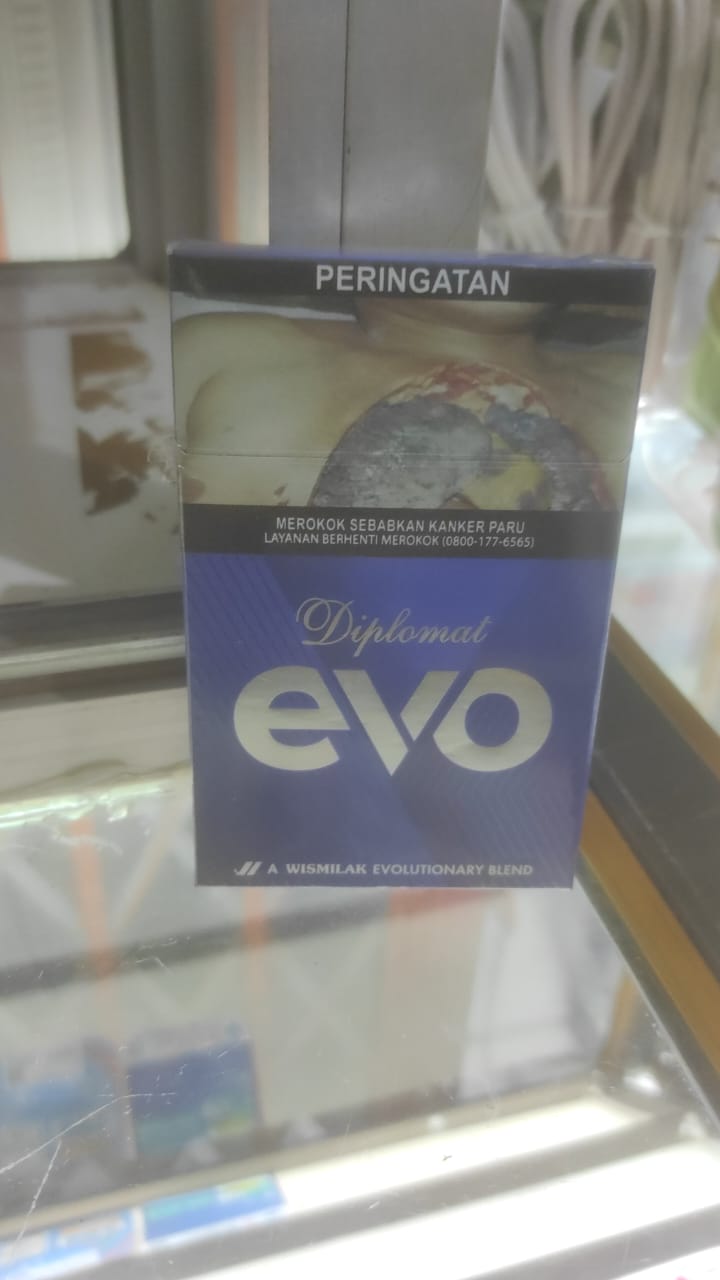 PERINGATAN
MEROKOK SEBABKAN KANKER PARU
LAYANAN BERHENTI MEROKOK (0800-177-6565)
Diplomat
evo
A WISMILAK EVOLUTIONARY BLEND